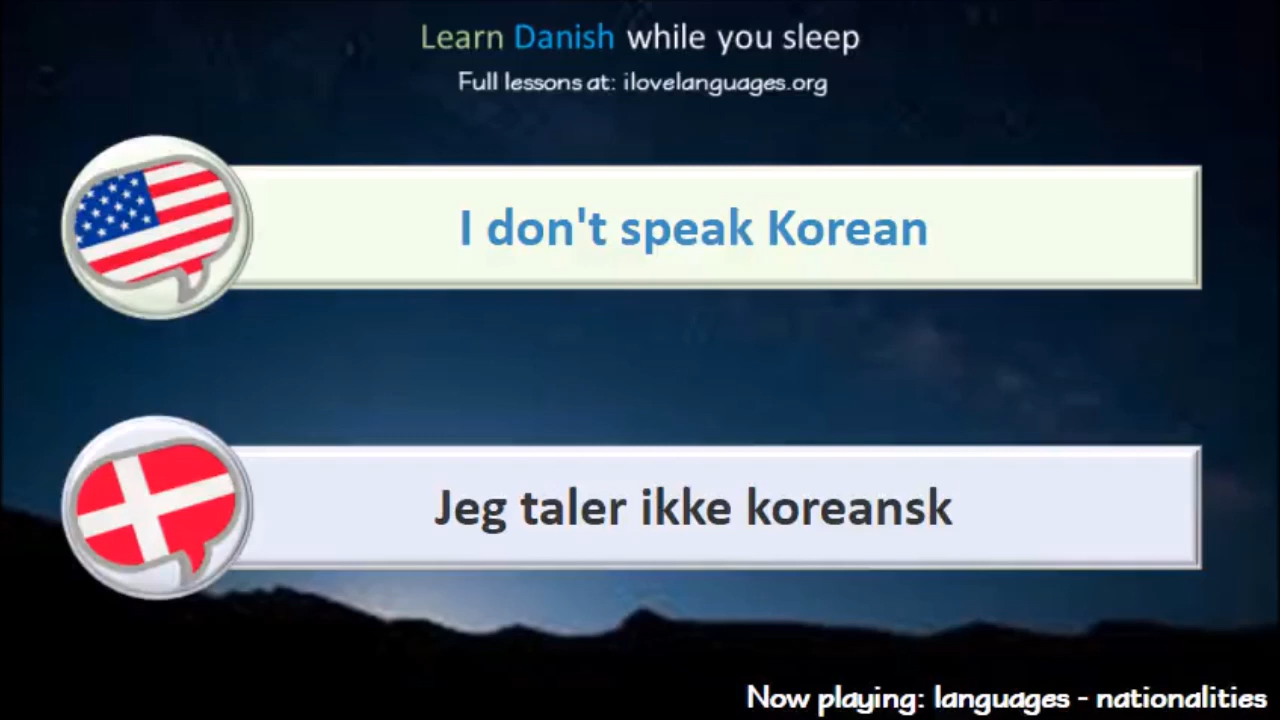 Learn Danish while you sleep
Full lessons at: ilovelanguages.org
I don't speak Korean
Jeg taler ikke koreansk
Now playing: languages - nationalities